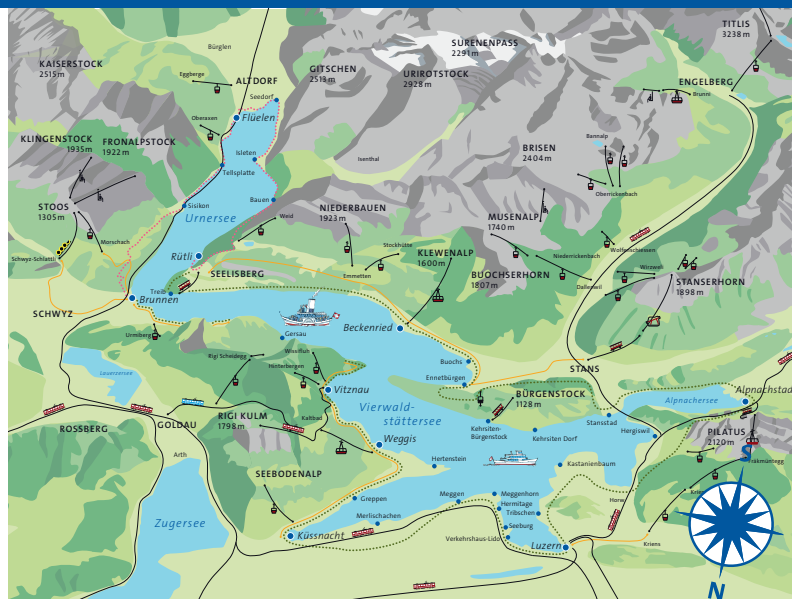 TITLIS
3238 m
SURENENPASS
2291 m
Bürglen
KAISERSTOCK
2515 m
GITSCHEN
2513 m
URIROTSTOCK
2928 m
Eggberge
ALTDORF
Seedorf
ENGELBERG
Brunni
Flüelen
Oberaxen
KLINGENSTOCK
1935 m
FRONALPSTOCK
1922 m
Bannalp
BRISEN
2404 m
Isleten
Isenthal
Tellsplatte
Oberrickenbach
STOOS
1305 m
Sisikon
Bauen
Urnersee
Weid
NIEDERBAUEN
1923 m
MUSENALP
1740 m
Morschach
Stockhütte
Schwyz-Schlattli
Rütli
KLEWENALP
1600 m
Niederrickenbach
Wolfenschiessen
Wirzweli
SEELISBERG
Emmetten
BUOCHSERHORN
1807 m
Dallenwil
STANSERHORN
1898 m
Treib
Brunnen
SCHWYZ
Beckenried
Urmiberg
Gersau
Rigi Scheidegg
Wissifluh
Hinterbergen
Buochs
Ennetbürgen
STANS
Lauerzersee
Vitznau
BÜRGENSTOCK
1128 m
Alpnachstad
Alpnachersee
Vierwald-
stättersee
RIGI KULM
1798 m
Kaltbad
GOLDAU
ROSSBERG
Kehrsiten-
Bürgenstock
Kehrsiten Dorf
Stansstad
Hergiswil
PILATUS
2120 m
Weggis
Arth
S
Fräkmüntegg
SEEBODENALP
Hertenstein
Kastanienbaum
Greppen
Meggen
Meggenhorn
Hermitage
Tribschen
Horw
Zugersee
Merlischachen
Seeburg
Küssnacht
Verkehrshaus-Lido
Luzern
Kriens
N